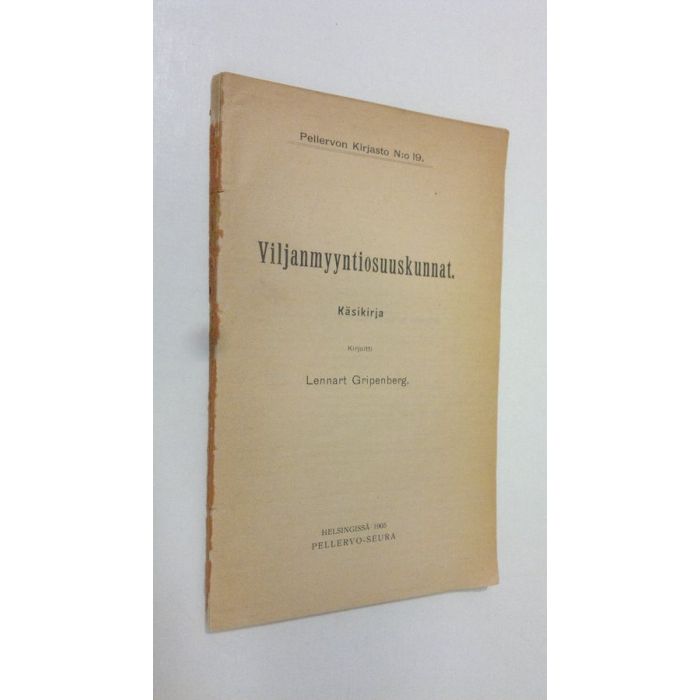 Pellervon Kirjasto N:o 19.
Viljanmyyntiosuuskunnat.
Käsikirja
Kirjoitti
Lennart Gripenberg.
HELSINGISSÄ 1905
PELLERVO-SEURA